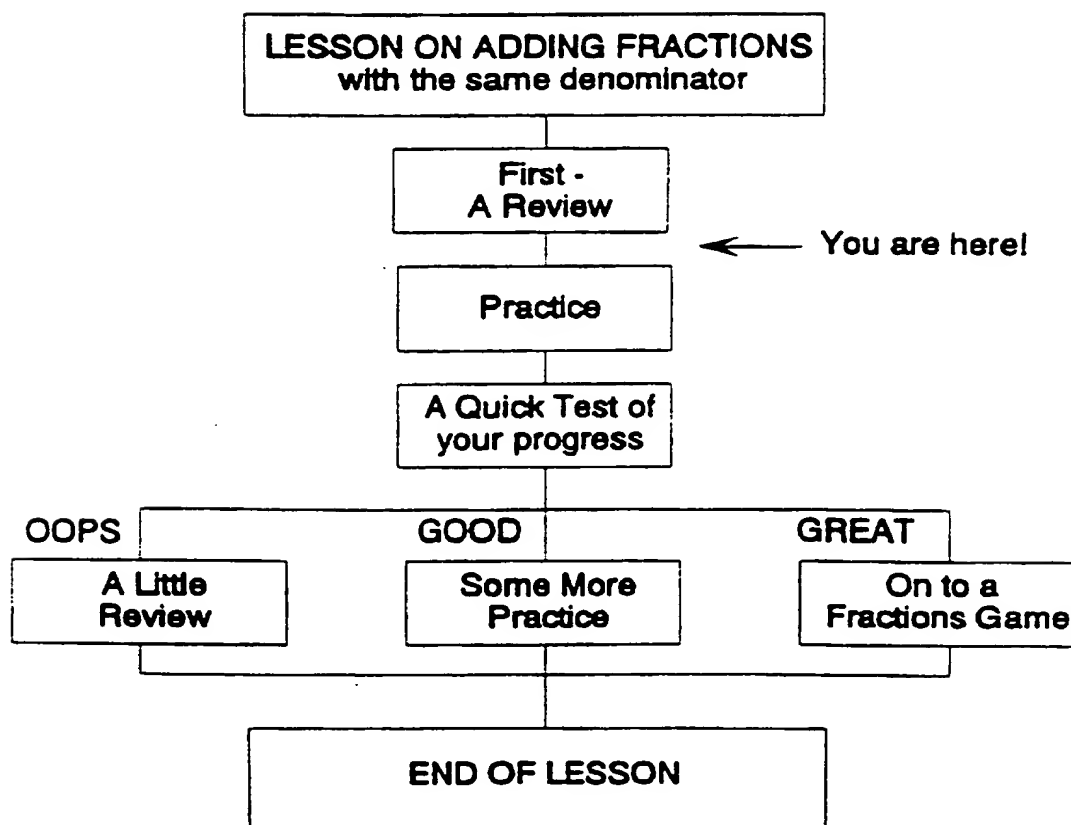 LESSON ON ADDING FRACTIONS
with the same denominator
First -
A Review
You are here!
Practice
A Quick Test of
your progress
OOPS
GOOD
GREAT
A Little
Review
Some More
Practice
On to a
Fractions Game
END OF LESSON